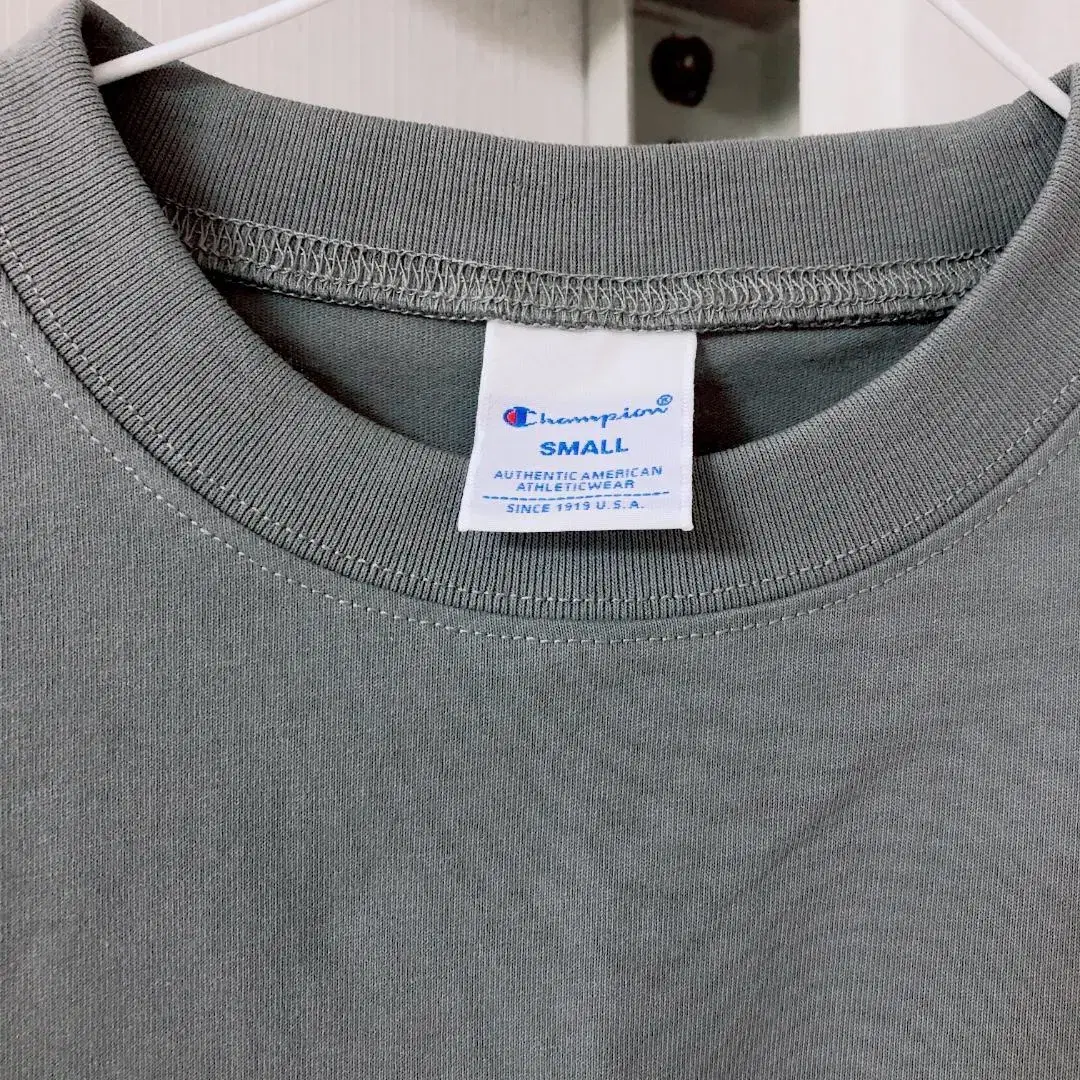 Champion®
SMALL
AUTHENTIC AMERICAN
ATHLETICWEAR
SINCE 1919 U.S.A.